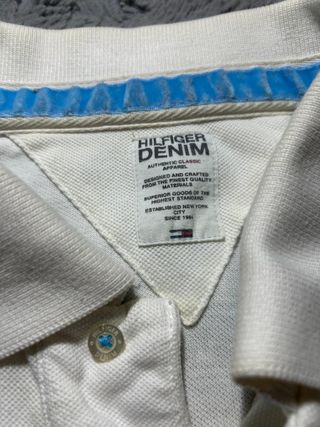 HILFIGER
DENIM
AUTHENTIC CLASSIC
APPAREL
DESIGNED AND CRAFTED
FROM THE FINEST QUALITY
MATERIALS
SUPERIOR GOODS OF THE
HIGHEST STANDARD
ESTABLISHED NEW YORK
CITY
SINCE